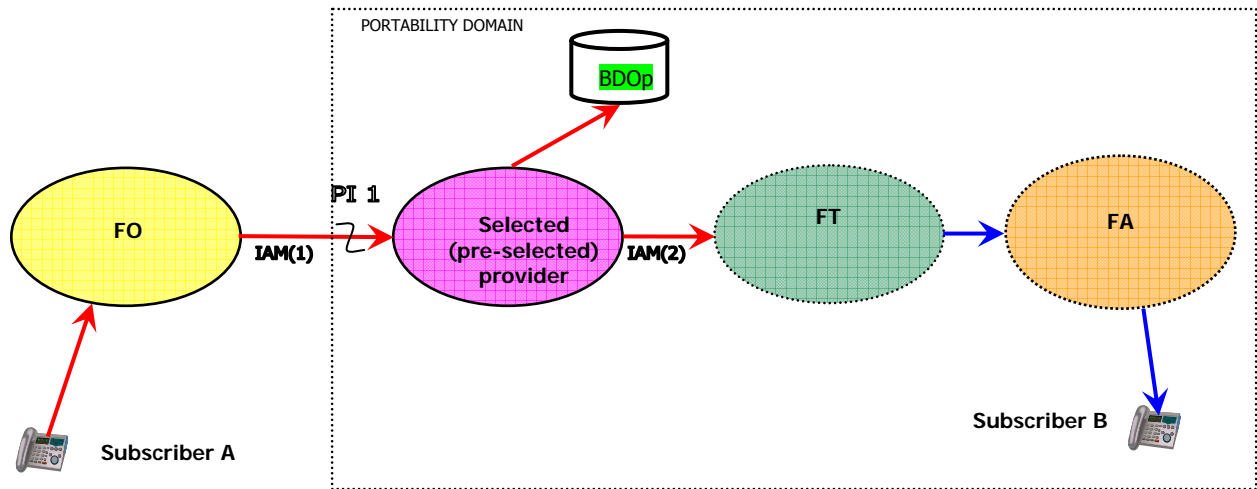 PORTABILITY DOMAIN
BDOp
PI 1
FO
IAM(1)
Selected
(pre-selected)
provider
IAM(2)
FT
FA
Subscriber A
Subscriber B